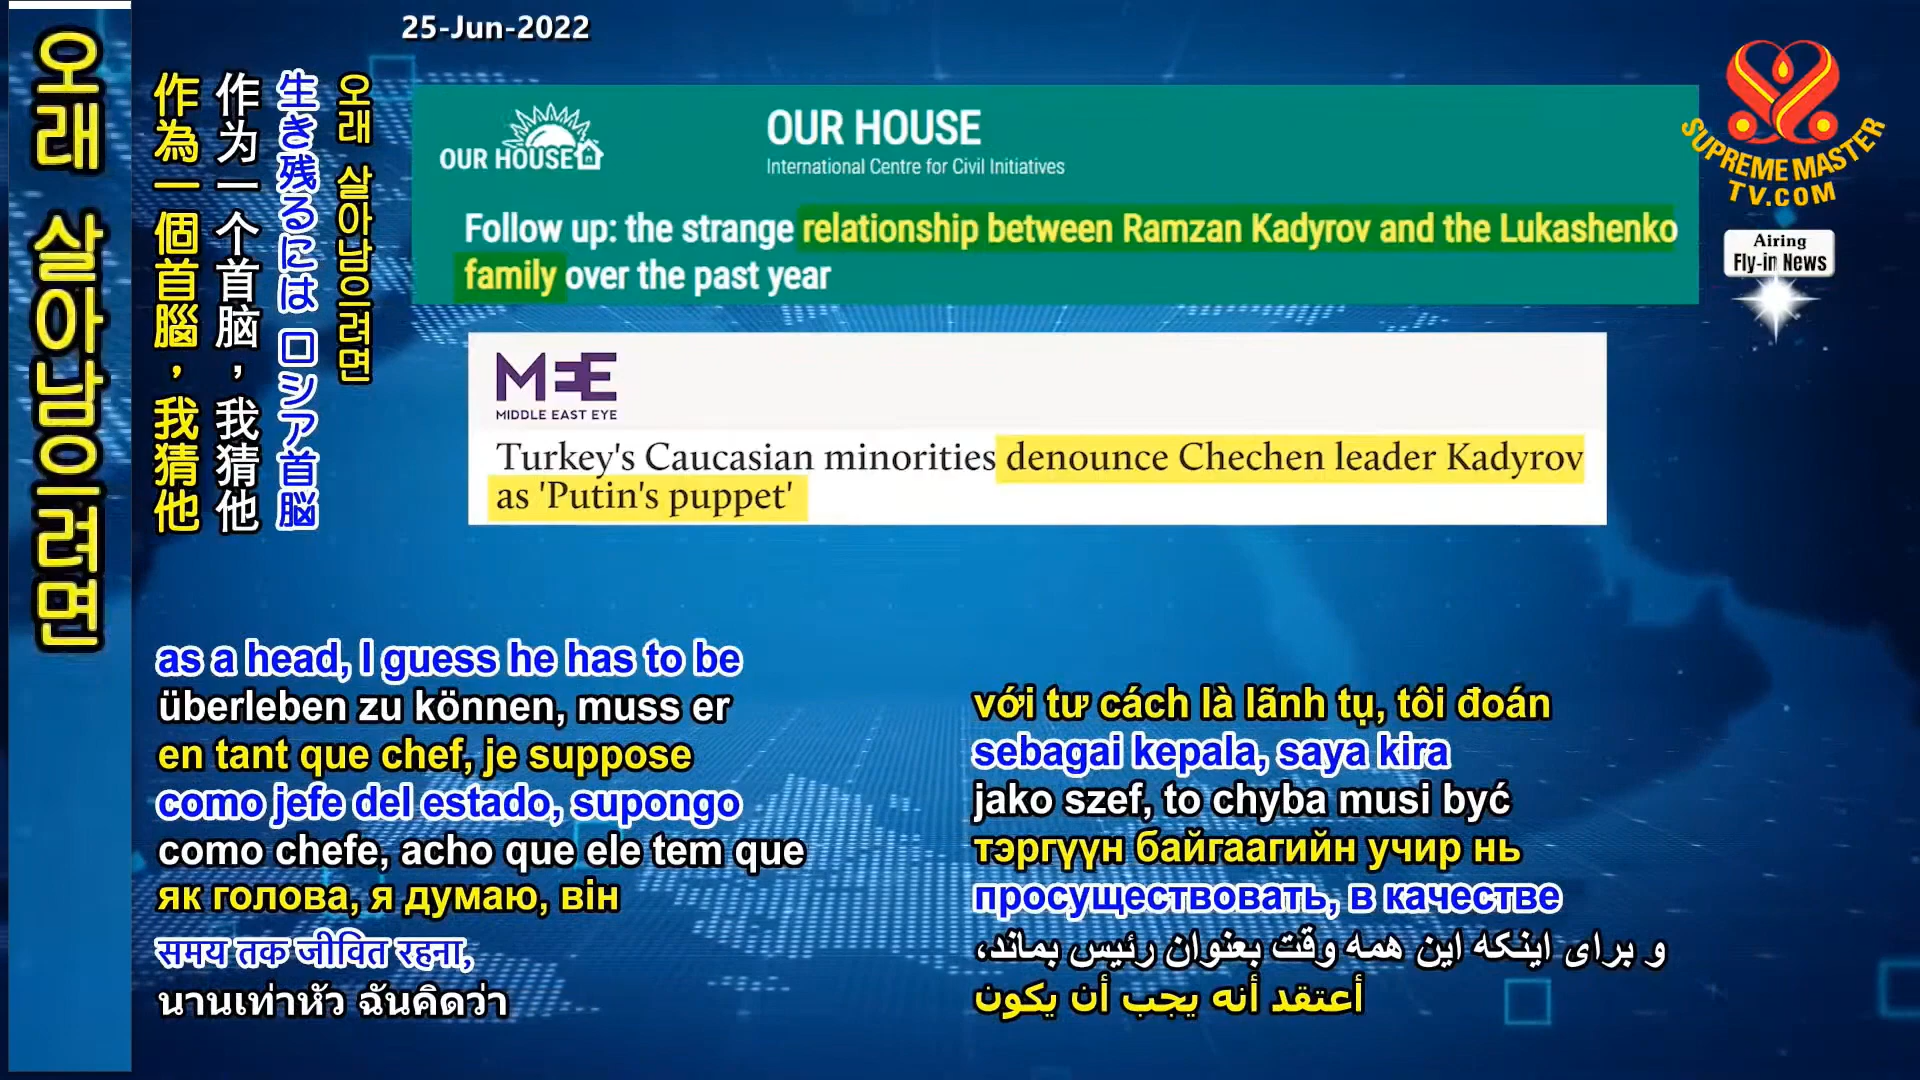 25-Jun-2022
오래 살아남으려면
作為一個首腦，我猜他
作为一个首脑，我猜他
生き残るには ロシア首脳
오래 살아남으려면
OUR HOUSE
OUR HOUSE
International Centre for Civil Initiatives
Follow up: the strange relationship between Ramzan Kadyrov and the Lukashenko
family over the past year
SUPREME MASTER
TV.COM
Airing
Fly-in News
MEE
MIDDLE EAST EYE
Turkey's Caucasian minorities denounce Chechen leader Kadyrov
as 'Putin's puppet'
as a head, I guess he has to be
überleben zu können, muss er
en tant que chef, je suppose
como jefe del estado, supongo
como chefe, acho que ele tem que
як голова, я думаю, він
समय तक जीवित रहना,
นานเท่าหัว ฉันคิดว่า
với tư cách là lãnh tụ, tôi đoán
sebagai kepala, saya kira
jako szef, to chyba musi być
тэргүүн байгаагийн учир нь
просуществовать, в качестве
و برای اینکه این همه وقت بعنوان رئیس بماند،
أعتقد أنه يجب أن يكون